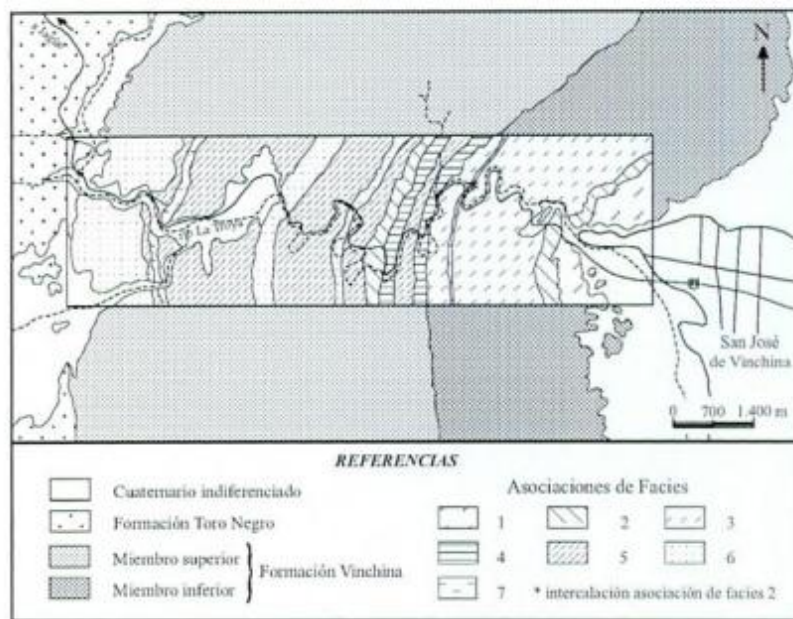 N
R° La Troya
San José
de Vinchina
0 700 1.400 m
REFERENCIAS
Cuaternario indiferenciado
Formación Toro Negro
Miembro superior
Miembro inferior
Formación Vinchina
Asociaciones de Facies
1 2 3
4 5 6
7 * intercalación asociación de facies 2